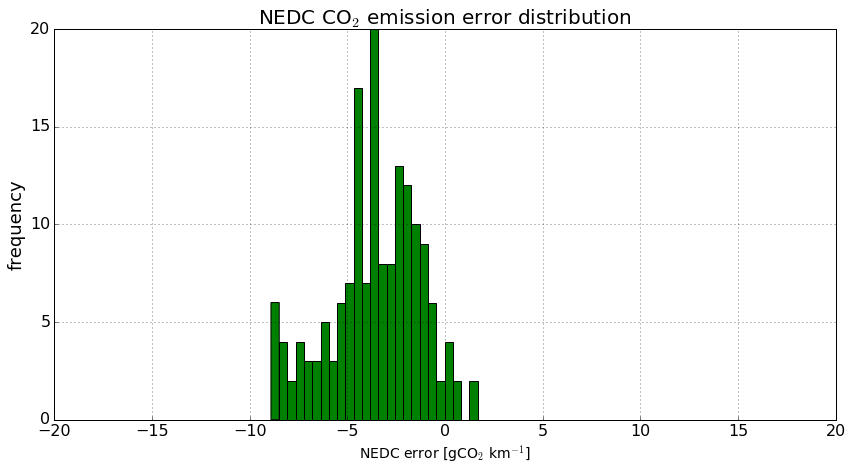 NEDC CO₂ emission error distribution
20
15
10
5
0
frequency
−20 −15 −10 −5 0 5 10 15 20
NEDC error [gCO₂ km⁻¹]